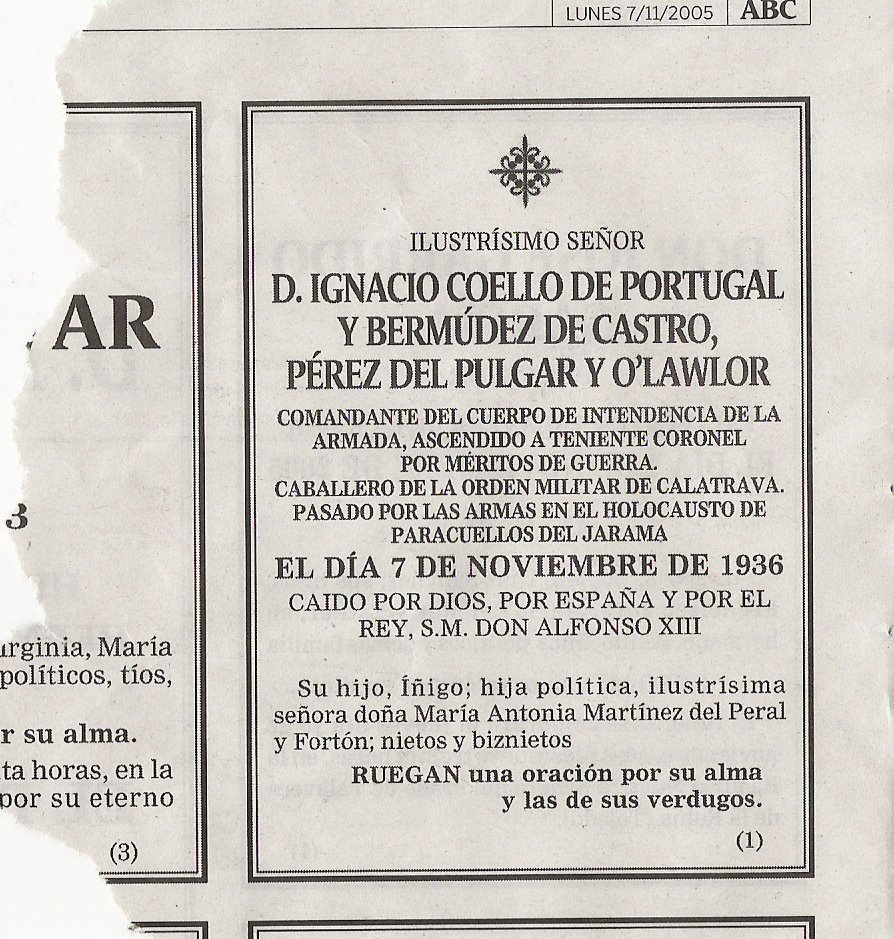 LUNES 7/11/2005 ABC
AR
3
María
políticos, tíos,
r su alma.
ta horas, en la
por su eterno
(3)
ILUSTRÍSIMO SEÑOR
D. IGNACIO COELLO DE PORTUGAL
Y BERMÚDEZ DE CASTRO,
PÉREZ DEL PULGAR Y O'LAWLOR
COMANDANTE DEL CUERPO DE INTENDENCIA DE LA
ARMADA, ASCENDIDO A TENIENTE CORONEL
POR MÉRITOS DE GUERRA.
CABALLERO DE LA ORDEN MILITAR DE CALATRAVA.
PASADO POR LAS ARMAS EN EL HOLOCAUSTO DE
PARACUELLOS DEL JARAMA
EL DÍA 7 DE NOVIEMBRE DE 1936
CAIDO POR DIOS, POR ESPAÑA Y POR EL
REY, S.M. DON ALFONSO XIII
Su hijo, Íñigo; hija política, ilustrísima
señora doña María Antonia Martínez del Peral
y Fortón; nietos y biznietos
RUEGAN una oración por su alma
y las de sus verdugos.
(1)